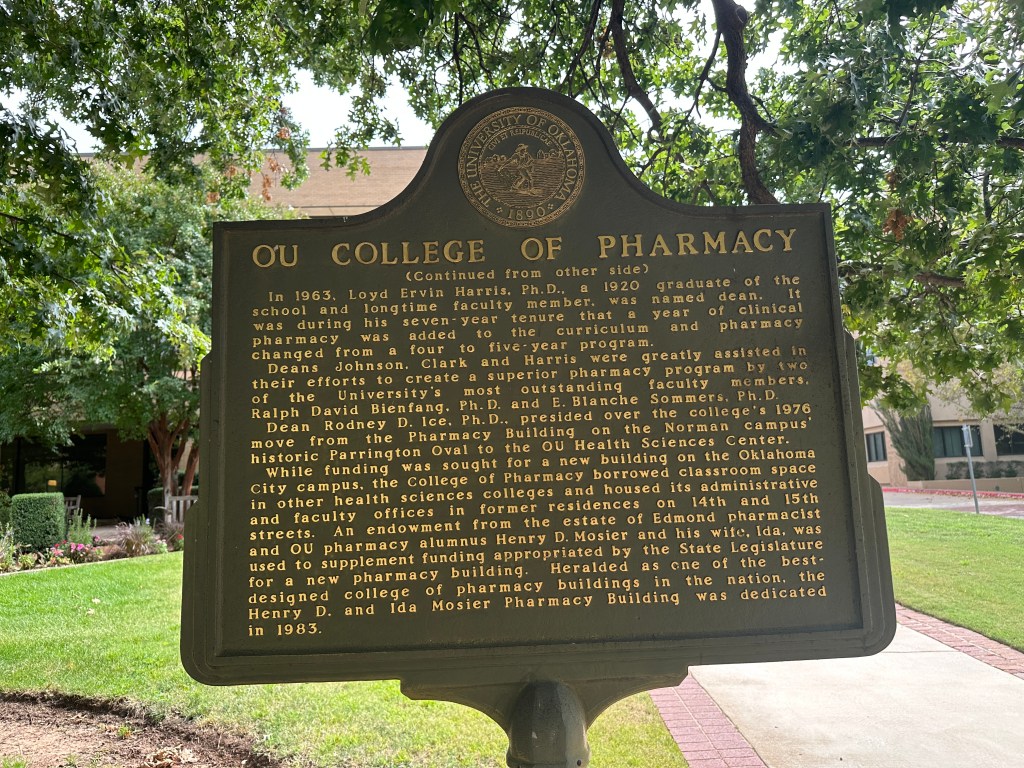 THE UNIVERSITY OF OKLAHOMA
1890
OU COLLEGE OF PHARMACY
(Continued from other side)
In 1963, Loyd Ervin Harris, Ph.D., a 1920 graduate of the
school and longtime faculty member, was named dean. It
was during his seven-year tenure that a year of clinical
pharmacy was added to the curriculum and pharmacy
changed from a four to five-year program.
Deans Johnson, Clark and Harris were greatly assisted in
their efforts to create a superior pharmacy program by two
of the University's most outstanding faculty members,
Ralph David Bienfang, Ph.D. and E. Blanche Sommers, Ph.D.
Dean Rodney D. Ice, Ph.D., presided over the college's 1976
move from the Pharmacy Building on the Norman campus'
historic Parrington Oval to the OU Health Sciences Center.
While funding was sought for a new building on the Oklahoma
City campus, the College of Pharmacy borrowed classroom space
in other health sciences colleges and housed its administrative
and faculty offices in former residences on 14th and 15th
streets. An endowment from the estate of Edmond pharmacist
and OU pharmacy alumnus Henry D. Mosier and his wife, Ida, was
used to supplement funding appropriated by the State Legislature
for a new pharmacy building. Heralded as one of the best-
designed college of pharmacy buildings in the nation, the
Henry D. and Ida Mosier Pharmacy Building was dedicated
in 1983.